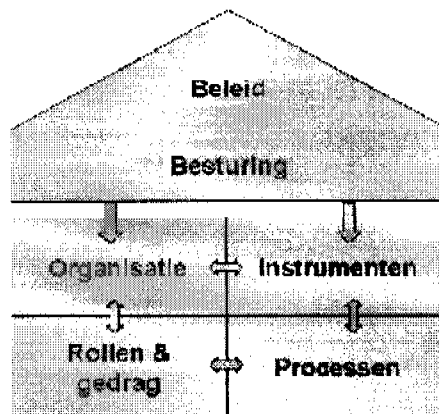 Beleid
Besturing
Organisatie
Instrumenten
Rollen &
gedrag
Processen